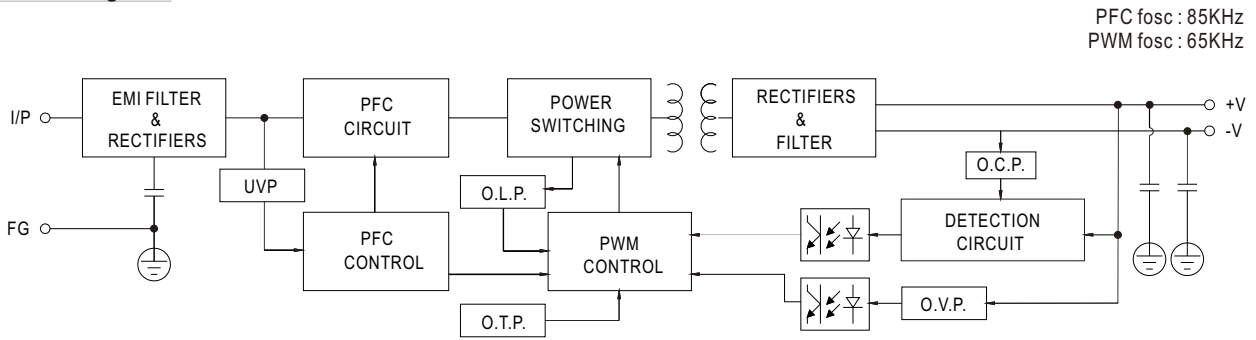 PFC fosc : 85KHz
PWM fosc : 65KHz
I/P
EMI FILTER
&
RECTIFIERS
PFC
CIRCUIT
POWER
SWITCHING
RECTIFIERS
&
FILTER
+V
-V
UVP
O.L.P.
O.C.P.
FG
PFC
CONTROL
PWM
CONTROL
DETECTION
CIRCUIT
O.T.P.
O.V.P.